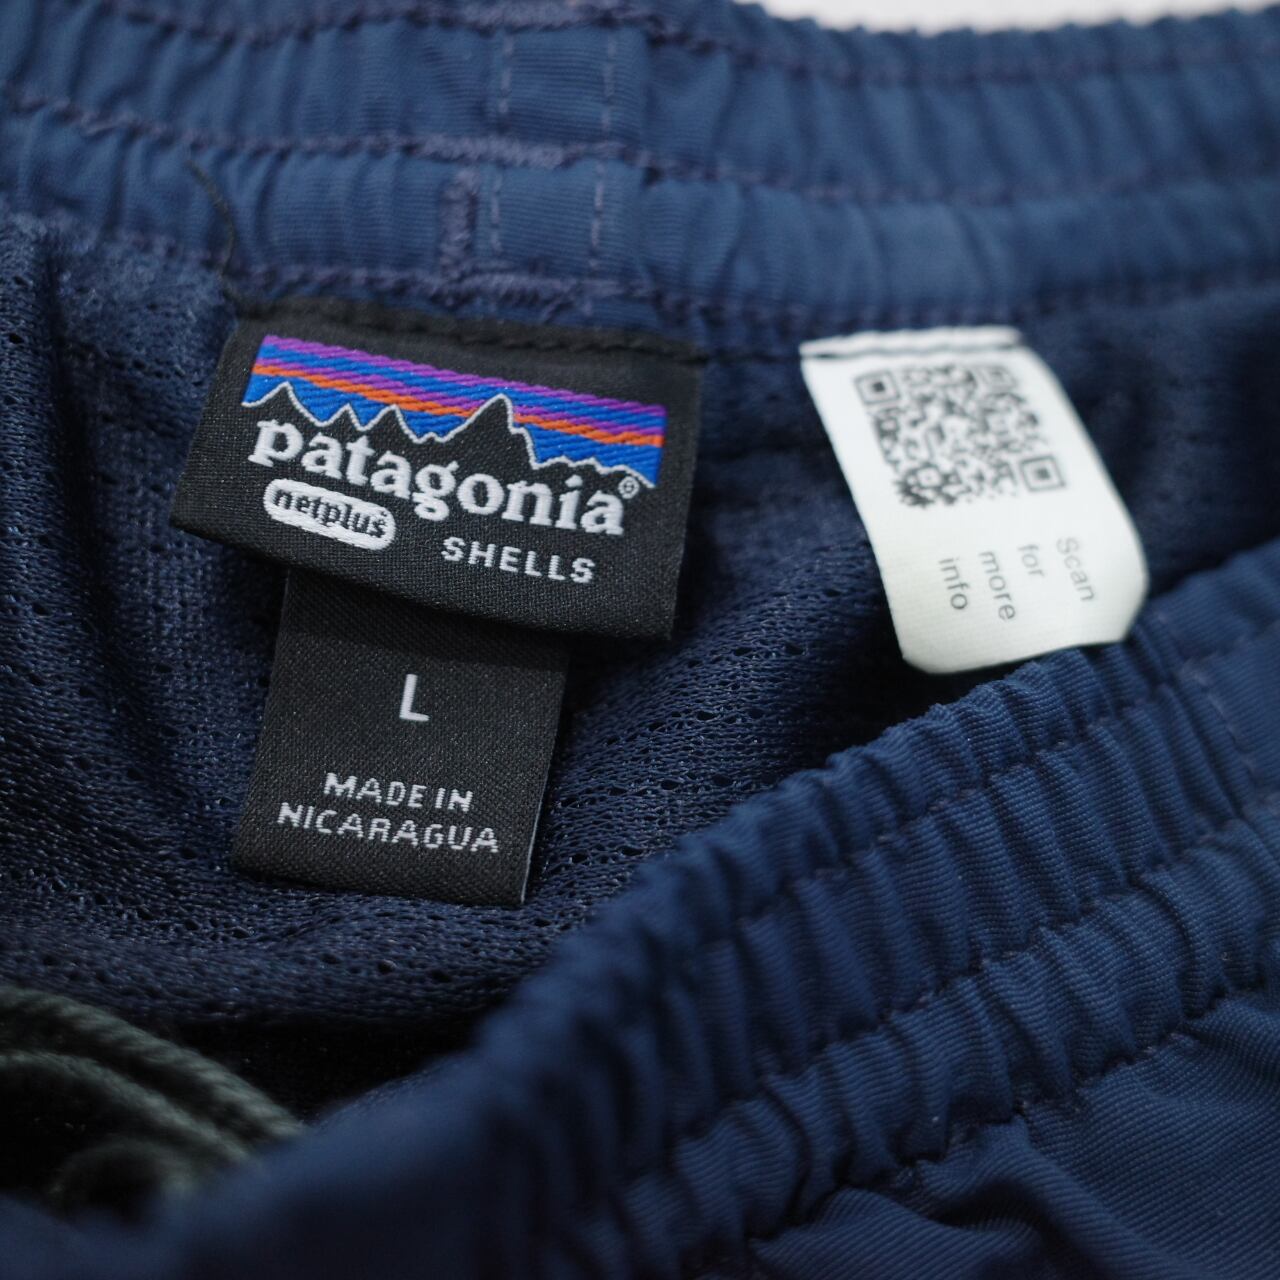 patagonia®
netplus
SHELLS
L
MADE IN
NICARAGUA
Scan
for
more
info